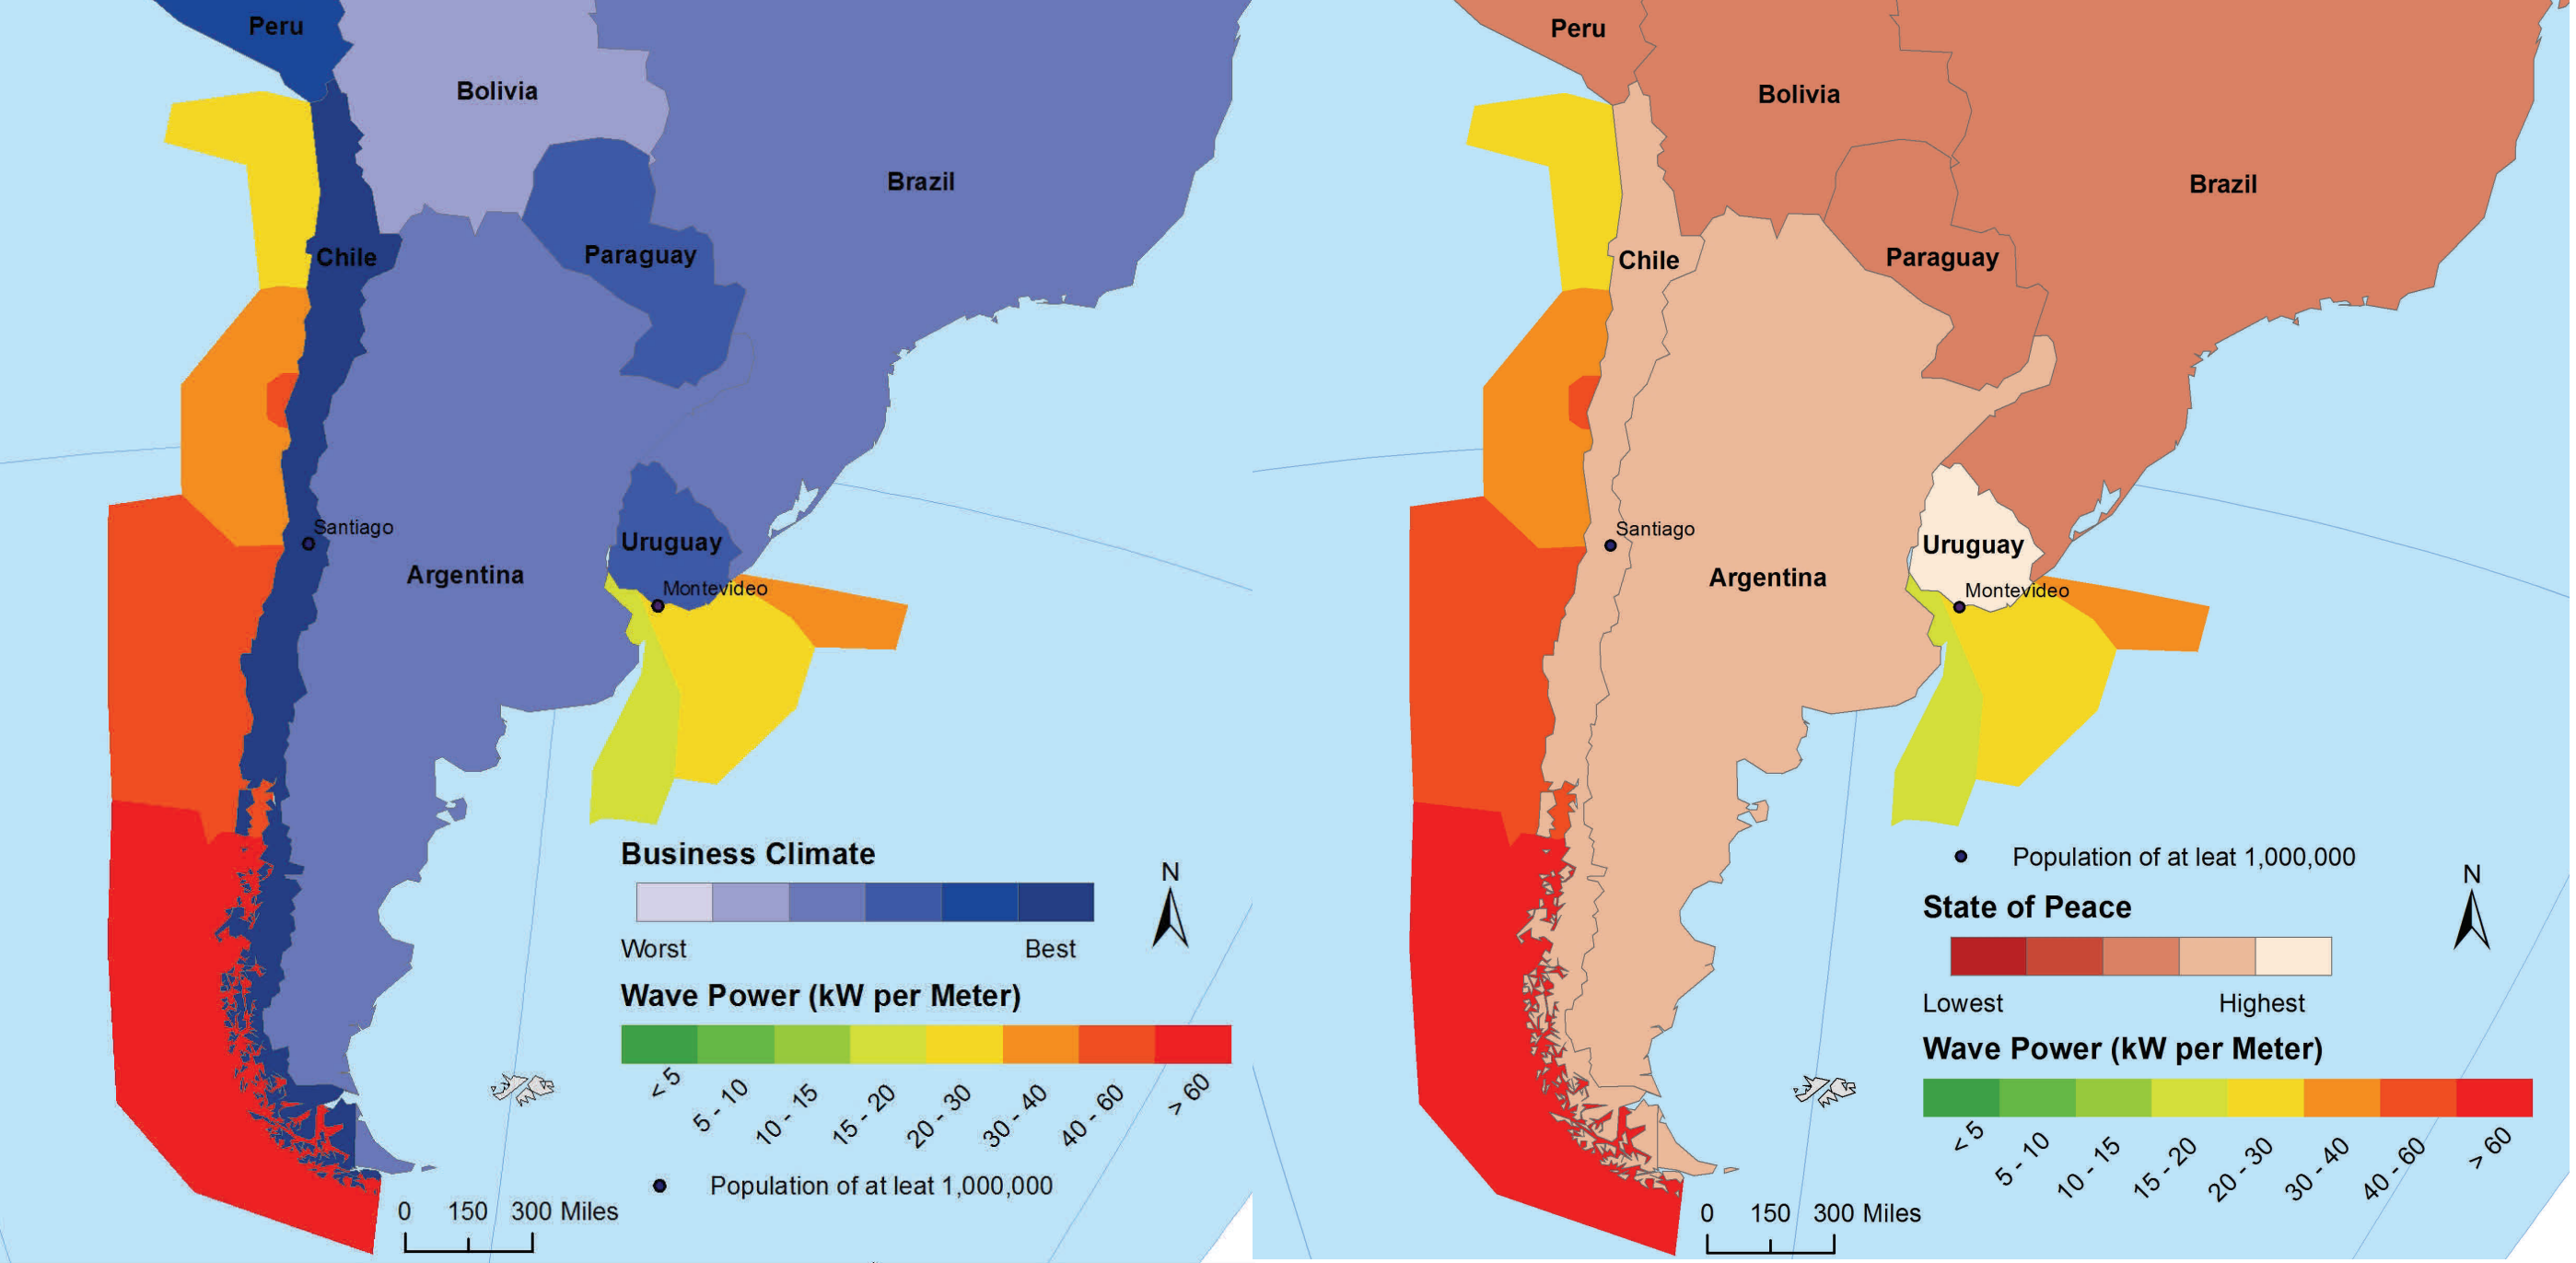 Peru
Bolivia
Brazil
Paraguay
Chile
Santiago
Uruguay
Argentina
Montevideo
Business Climate
Worst
Best
N
Wave Power (kW per Meter)
< 5
5 - 10
10 - 15
15 - 20
20 - 30
30 - 40
40 - 60
> 60
Population of at leat 1,000,000
0 150 300 Miles
Peru
Bolivia
Brazil
Paraguay
Chile
Santiago
Uruguay
Argentina
Montevideo
Population of at leat 1,000,000
State of Peace
Lowest
Highest
N
Wave Power (kW per Meter)
< 5
5 - 10
10 - 15
15 - 20
20 - 30
30 - 40
40 - 60
> 60
0 150 300 Miles